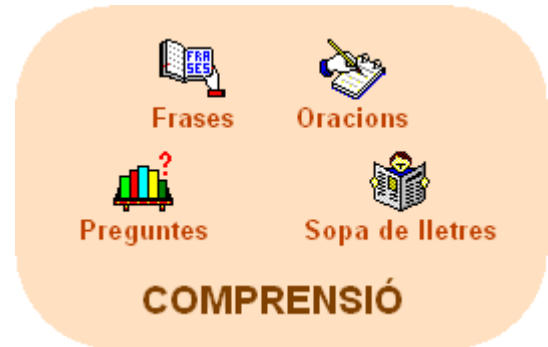 FRA
SES
Frases
Oracions
?
Preguntes
Sopa de lletres
COMPRENSIÓ